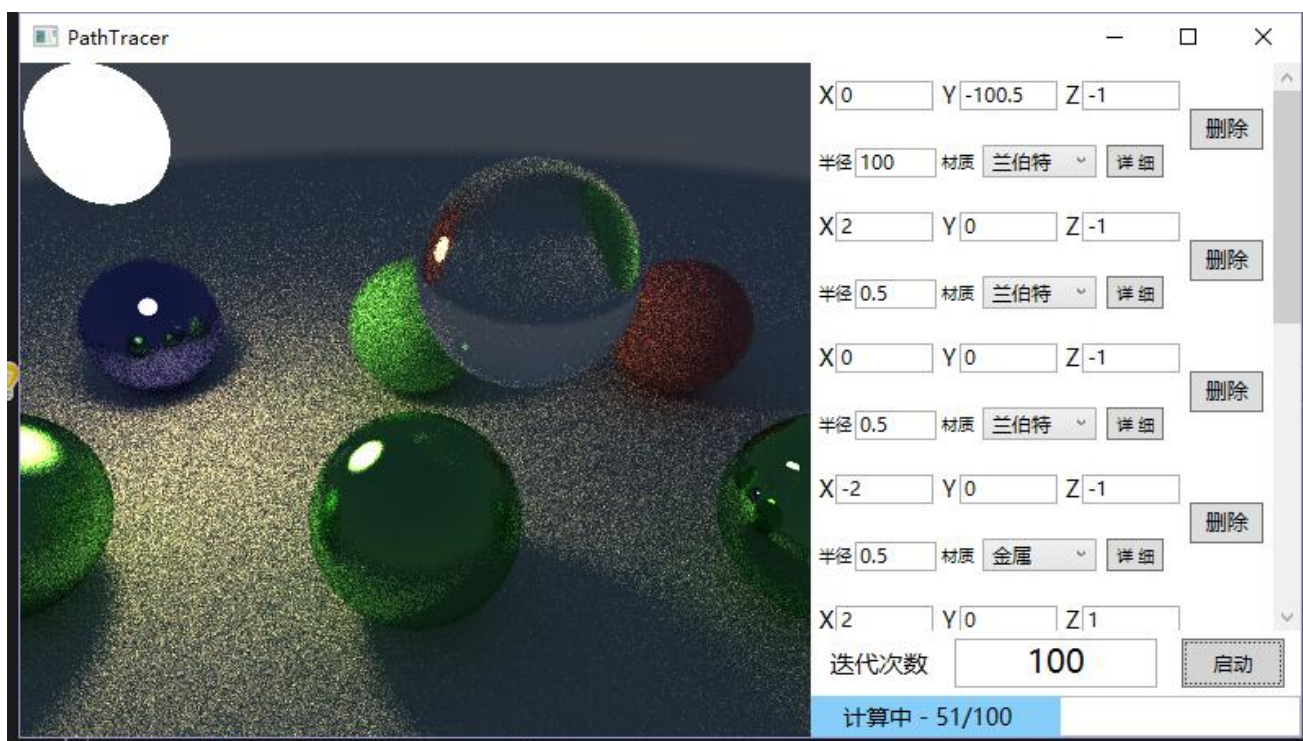 PathTracer
X 0 Y -100.5 Z -1
删除
半径 100 材质 兰伯特 详细
X 2 Y 0 Z -1
删除
半径 0.5 材质 兰伯特 详细
X 0 Y 0 Z -1
删除
半径 0.5 材质 兰伯特 详细
X -2 Y 0 Z -1
删除
半径 0.5 材质 金属 详细
X 2 Y 0 Z 1
迭代次数 100 启动
计算中 - 51/100